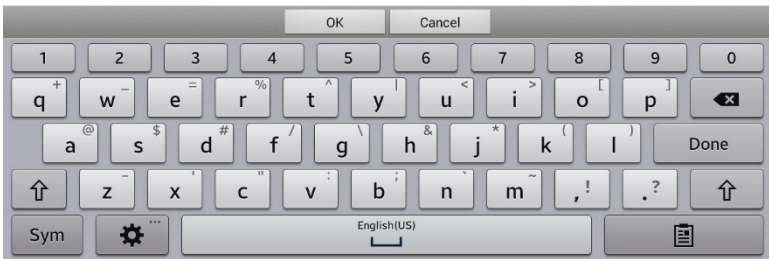 OK Cancel
1 2 3 4 5 6 7 8 9 0
q + w _ e = r % t ^ y | u < i > o [ p ]
a @ s $ d # f / g \ h & j * k ( l ) Done
z - x ' c " v : b ; n ` m ~ , ! . ?
Sym ... English(US)